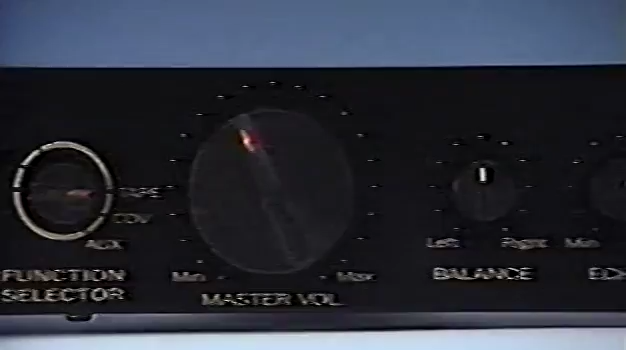 TAPE
CDV
AUX
FUNCTION
SELECTOR
Min Max
MASTER VOL.
Left Right
BALANCE
Min